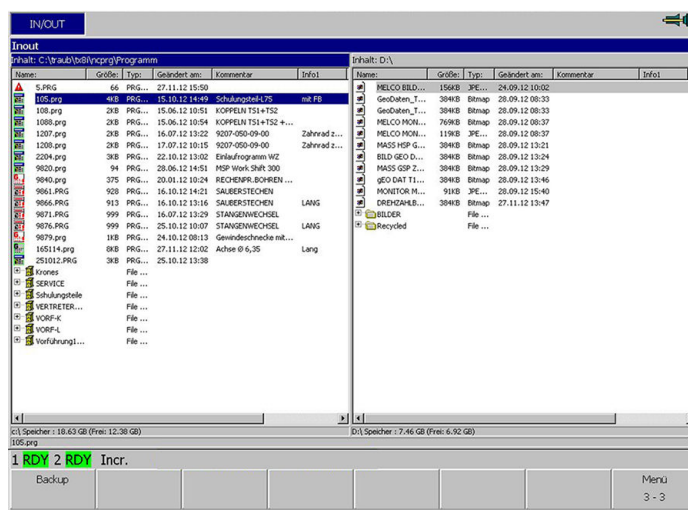 IN/OUT
Inout
Inhalt: C:\traub\tx8i\ncprg\Programm
Name: Größe: Typ: Geändert am: Kommentar Info1
5.PRG 66 PRG... 27.11.12 15:50
105.prg 4KB PRG... 15.10.12 14:49 Schulungsteil-L75 mit FB
108.prg 2KB PRG... 15.06.12 10:51 KOPPELN TS1+TS2
1088.prg 2KB PRG... 15.06.12 10:54 KOPPELN TS1+TS2 +...
1207.prg 2KB PRG... 16.07.12 13:22 9207-050-09-00 Zahnrad z...
1208.prg 2KB PRG... 17.07.12 10:15 9207-050-09-00 Zahnrad z...
2204.prg 3KB PRG... 22.10.12 13:02 Einlaufrogramm WZ
9820.prg 94 PRG... 28.06.12 14:51 MSP Work Shift 300
9840.prg 375 PRG... 20.01.12 10:24 RECHENPR.BOHREN ...
9861.PRG 928 PRG... 16.10.12 14:21 SAUBERSTECHEN
9866.PRG 913 PRG... 16.10.12 13:16 SAUBERSTECHEN LANG
9871.PRG 999 PRG... 16.07.12 13:29 STANGENWECHSEL
9876.PRG 999 PRG... 25.10.12 10:07 STANGENWECHSEL LANG
9879.prg 1KB PRG... 24.10.12 08:13 Gewindeschnecke mit...
165114.prg 8KB PRG... 27.11.12 12:02 Achse Ø 6,35 Lang
251012.PRG 3KB PRG... 25.10.12 13:38
Krones File ...
SERVICE File ...
Sshulungsteile File ...
VERTRETER... File ...
VORF-K File ...
VORF-L File ...
Vorführung1... File ...
c:\ Speicher : 18.63 GB (Frei: 12.38 GB)
105.prg
Inhalt: D:\
Name: Größe: Typ: Geändert am: Kommentar Info1
MELCO BILD... 156KB JPE... 24.09.12 10:02
GeoDaten_T... 384KB Bitmap 28.09.12 08:33
GeoDaten_T... 384KB Bitmap 28.09.12 08:33
MELCO MON... 769KB Bitmap 28.09.12 08:37
MELCO MON... 119KB JPE... 28.09.12 08:37
MASS HSP G... 384KB Bitmap 28.09.12 13:21
BILD GEO D... 384KB Bitmap 28.09.12 13:24
MASS GSP Z... 384KB Bitmap 28.09.12 13:29
gEO DAT T1... 384KB Bitmap 28.09.12 13:46
MONITOR M... 91KB JPE... 28.09.12 15:40
DREHZAHLB... 384KB Bitmap 27.11.12 13:47
BILDER File ...
Recycled File ...
D:\ Speicher : 7.46 GB (Frei: 6.92 GB)
1 RDY 2 RDY Incr.
Backup
Menü
3 - 3